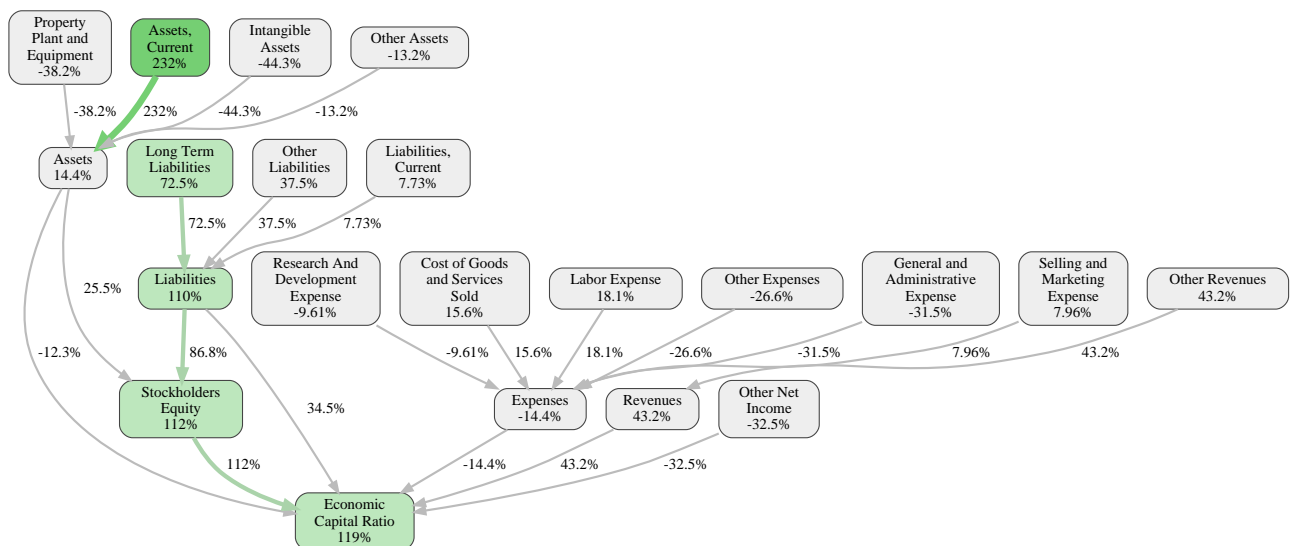 Property
Plant and
Equipment
-38.2%
Assets,
Current
232%
Intangible
Assets
-44.3%
Other Assets
-13.2%
-38.2%
232%
-44.3%
-13.2%
Assets
14.4%
Long Term
Liabilities
72.5%
Other
Liabilities
37.5%
Liabilities,
Current
7.73%
72.5%
37.5%
7.73%
Liabilities
110%
Research And
Development
Expense
-9.61%
Cost of Goods
and Services
Sold
15.6%
Labor Expense
18.1%
Other Expenses
-26.6%
General and
Administrative
Expense
-31.5%
Selling and
Marketing
Expense
7.96%
Other Revenues
43.2%
25.5%
-12.3%
86.8%
-9.61%
15.6%
18.1%
-26.6%
-31.5%
7.96%
43.2%
Stockholders
Equity
112%
34.5%
Expenses
-14.4%
Revenues
43.2%
Other Net
Income
-32.5%
112%
-14.4%
43.2%
-32.5%
Economic
Capital Ratio
119%